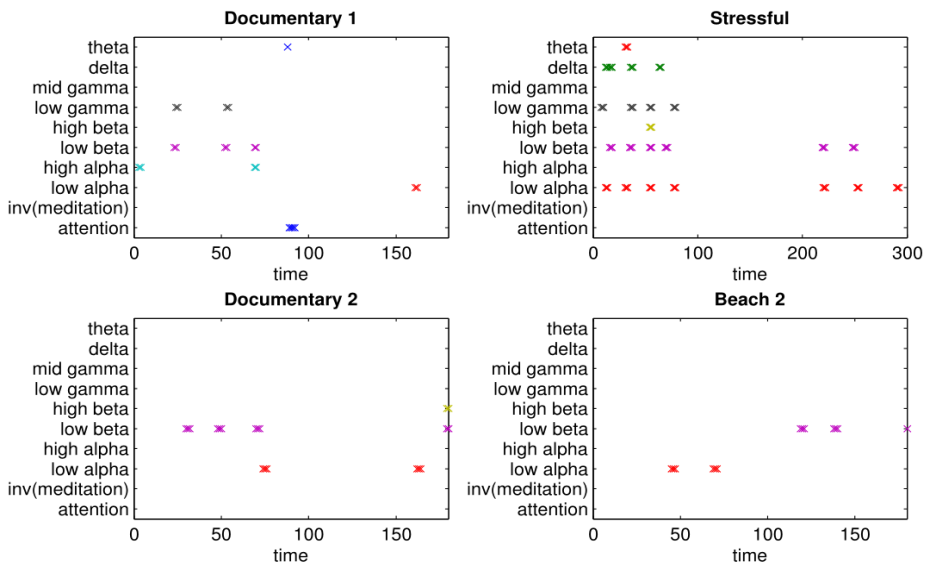 Documentary 1
theta
delta
mid gamma
low gamma
high beta
low beta
high alpha
low alpha
inv(meditation)
attention
0 50 100 150
time
Stressful
theta
delta
mid gamma
low gamma
high beta
low beta
high alpha
low alpha
inv(meditation)
attention
0 100 200 300
time
Documentary 2
theta
delta
mid gamma
low gamma
high beta
low beta
high alpha
low alpha
inv(meditation)
attention
0 50 100 150
time
Beach 2
theta
delta
mid gamma
low gamma
high beta
low beta
high alpha
low alpha
inv(meditation)
attention
0 50 100 150
time